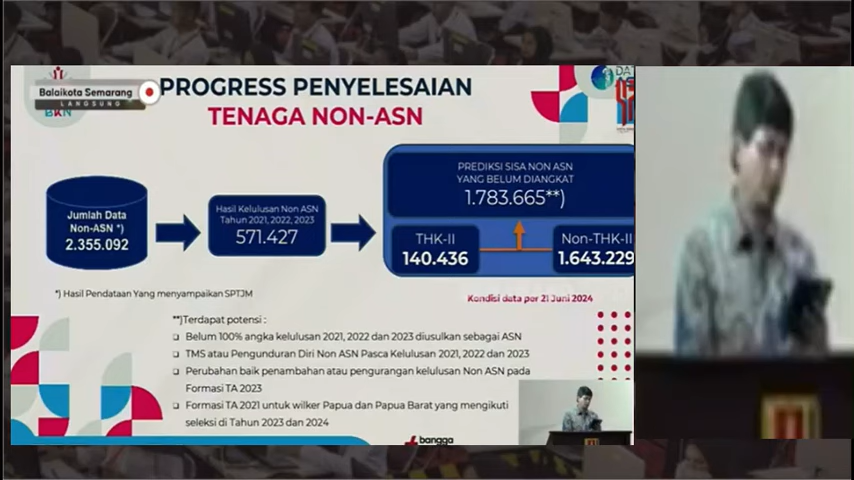 Balaikota Semarang
LANGSUNG
BKN
PROGRESS PENYELESAIAN
TENAGA NON-ASN
DATA
Jumlah Data
Non-ASN *)
2.355.092
Hasil Kelulusan Non ASN
Tahun 2021, 2022, 2023
571.427
PREDIKSI SISA NON ASN
YANG BELUM DIANGKAT
1.783.665**)
THK-II
140.436
Non-THK-II
1.643.229
*) Hasil Pendataan Yang menyampaikan SPTJM
Kondisi data per 21 Juni 2024
**)Terdapat potensi :
❑ Belum 100% angka kelulusan 2021, 2022 dan 2023 diusulkan sebagai ASN
❑ TMS atau Pengunduran Diri Non ASN Pasca Kelulusan 2021, 2022 dan 2023
❑ Perubahan baik penambahan atau pengurangan kelulusan Non ASN pada
Formasi TA 2023
❑ Formasi TA 2021 untuk wilker Papua dan Papua Barat yang mengikuti
seleksi di Tahun 2023 dan 2024
bangga